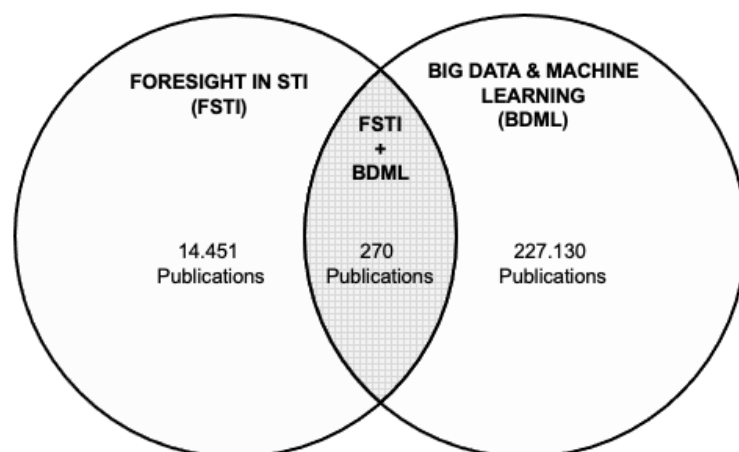 FORESIGHT IN STI
(FSTI)
BIG DATA & MACHINE
LEARNING
(BDML)
FSTI
+
BDML
14.451
Publications
270
Publications
227.130
Publications